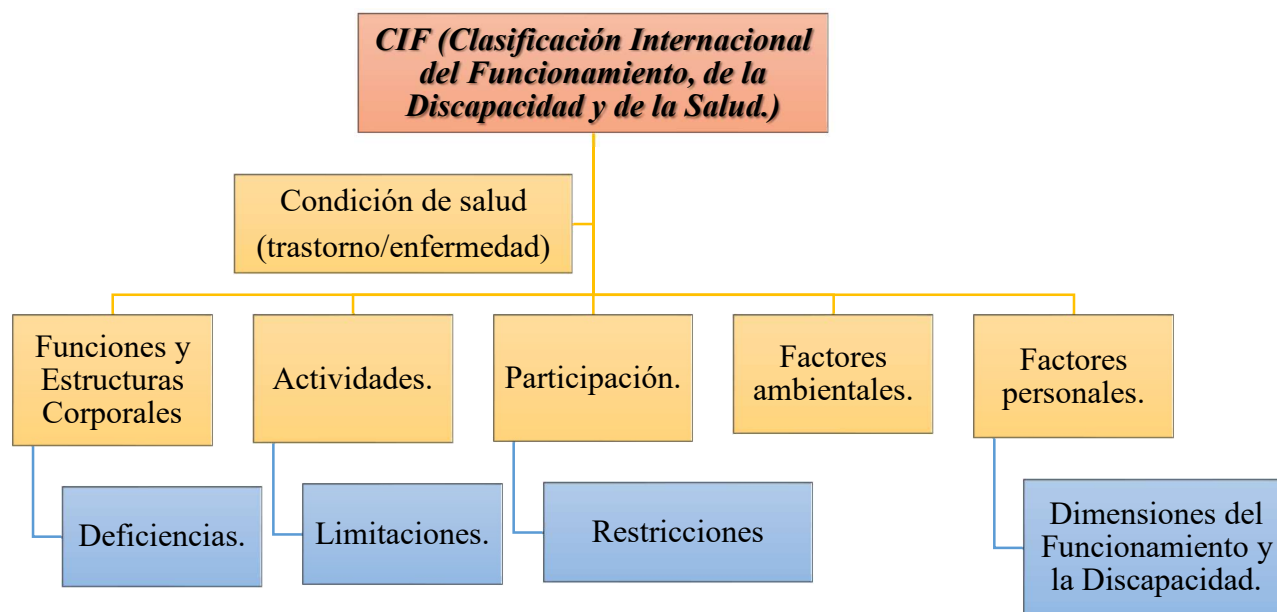 CIF (Clasificación Internacional
del Funcionamiento, de la
Discapacidad y de la Salud.)
Condición de salud
(trastorno/enfermedad)
Funciones y
Estructuras
Corporales
Actividades.
Participación.
Factores
ambientales.
Factores
personales.
Deficiencias.
Limitaciones.
Restricciones
Dimensiones del
Funcionamiento y
la Discapacidad.